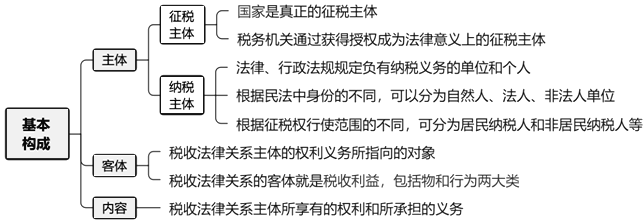 基本
构成
主体
征税
主体
国家是真正的征税主体
税务机关通过获得授权成为法律意义上的征税主体
纳税
主体
法律、行政法规规定负有纳税义务的单位和个人
根据民法中身份的不同，可以分为自然人、法人、非法人单位
根据征税权行使范围的不同，可分为居民纳税人和非居民纳税人等
客体
税收法律关系主体的权利义务所指向的对象
税收法律关系的客体就是税收利益，包括物和行为两大类
内容
税收法律关系主体所享有的权利和所承担的义务